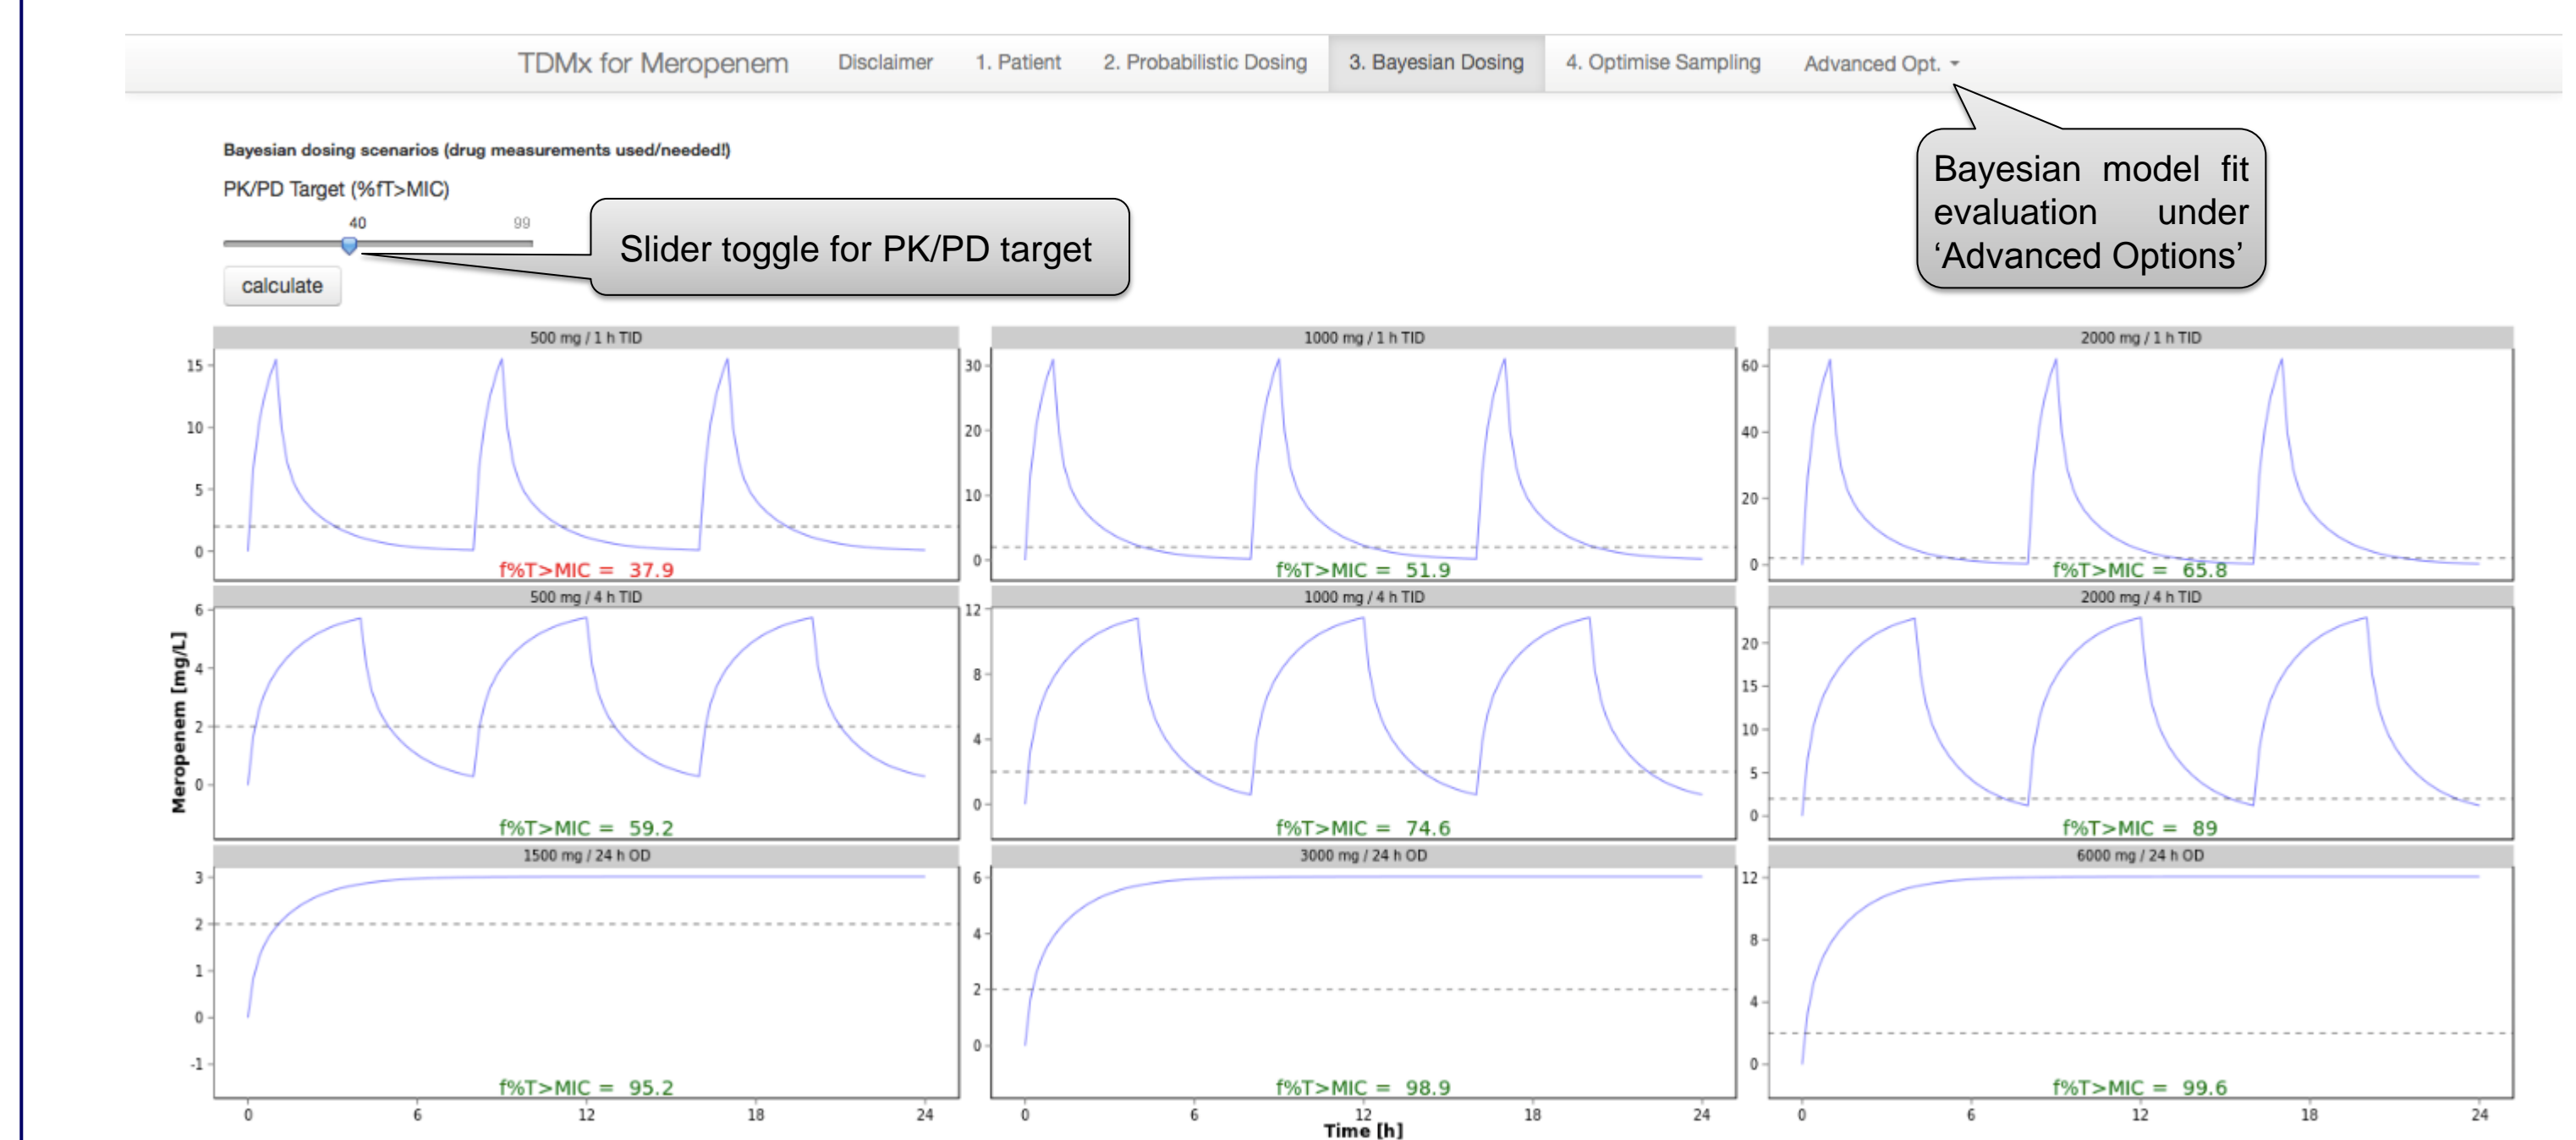 TDMx for Meropenem Disclaimer 1. Patient 2. Probabilistic Dosing 3. Bayesian Dosing 4. Optimise Sampling Advanced Opt.
Bayesian model fit
evaluation under
‘Advanced Options’
Bayesian dosing scenarios (drug measurements used/needed!)
PK/PD Target (%fT>MIC)
40 99
Slider toggle for PK/PD target
calculate
500 mg / 1 h TID
15
10
5
0
f%T>MIC = 37.9
1000 mg / 1 h TID
30
20
10
0
f%T>MIC = 51.9
2000 mg / 1 h TID
60
40
20
0
f%T>MIC = 65.8
Meropenem [mg/L]
500 mg / 4 h TID
6
4
2
0
f%T>MIC = 59.2
1000 mg / 4 h TID
12
8
4
0
f%T>MIC = 74.6
2000 mg / 4 h TID
20
15
10
5
0
f%T>MIC = 89
1500 mg / 24 h OD
3
2
1
0
-1
f%T>MIC = 95.2
3000 mg / 24 h OD
6
4
2
0
f%T>MIC = 98.9
6000 mg / 24 h OD
12
8
4
0
f%T>MIC = 99.6
0 6 12 18 24 0 6 12 18 24 0 6 12 18 24
Time [h]